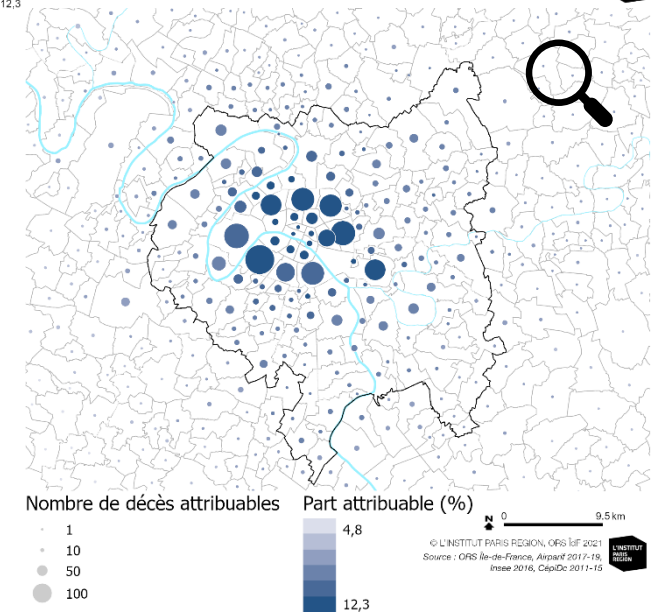 12,3
Nombre de décès attribuables
1
10
50
100
Part attribuable (%)
4,8
12,3
N
0 9.5 km
© L'INSTITUT PARIS REGION, ORS IdF 2021
Source : ORS Île-de-France, Airparif 2017-19,
Insee 2016, CépiDc 2011-15
L'INSTITUT
PARIS
REGION